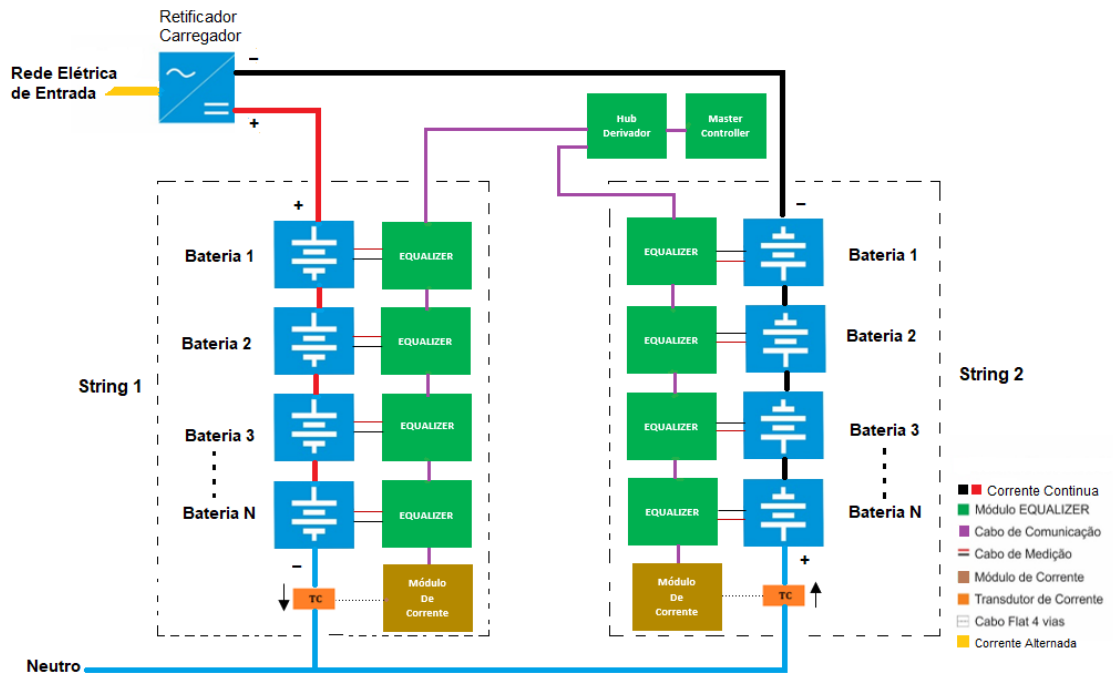 Retificador
Carregador
Rede Elétrica
de Entrada
–
+
Hub
Derivador
Master
Controller
String 1
+
Bateria 1
EQUALIZER
Bateria 2
EQUALIZER
Bateria 3
EQUALIZER
Bateria N
EQUALIZER
–
TC
Módulo
De
Corrente
String 2
–
EQUALIZER
Bateria 1
EQUALIZER
Bateria 2
EQUALIZER
Bateria 3
EQUALIZER
Bateria N
+
Módulo
De
Corrente
TC
Neutro
Corrente Continua
Módulo EQUALIZER
Cabo de Comunicação
Cabo de Medição
Módulo de Corrente
Transdutor de Corrente
Cabo Flat 4 vias
Corrente Alternada